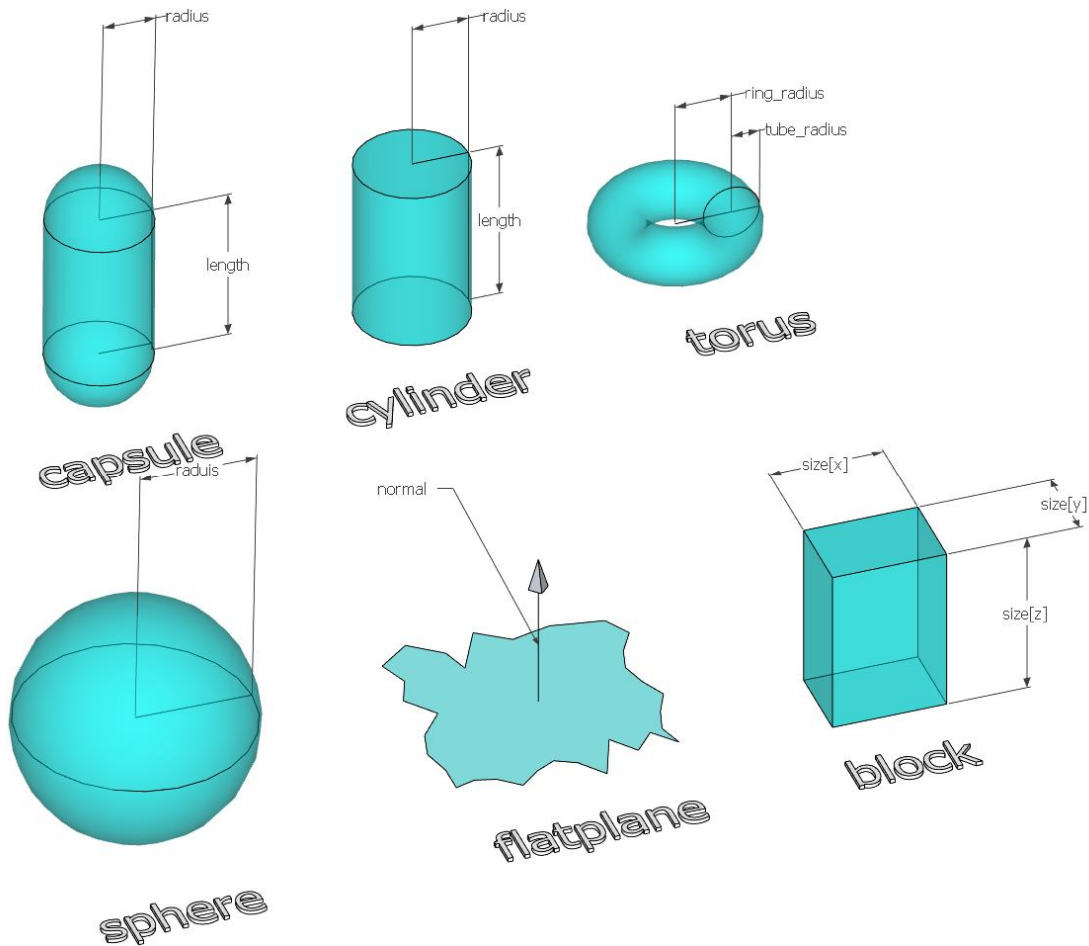 radius
radius
ring_radius
tube_radius
length
length
torus
cylinder
capsule
raduis
normal
size[x]
size[y]
size[z]
block
flatplane
sphere